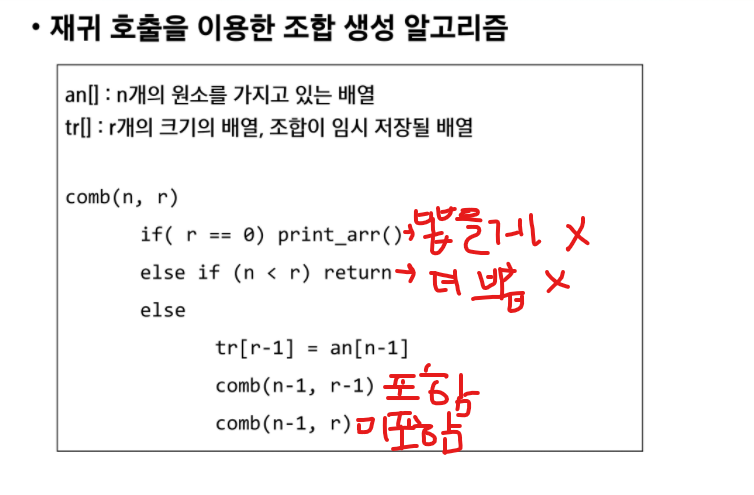 • 재귀 호출을 이용한 조합 생성 알고리즘
an[] : n개의 원소를 가지고 있는 배열
tr[] : r개의 크기의 배열, 조합이 임시 저장될 배열
comb(n, r)
if( r == 0) print_arr()→뽑을게 X
else if (n < r) return→더 뽑 X
else
tr[r-1] = an[n-1]
comb(n-1, r-1) 포함
comb(n-1, r) 미포함